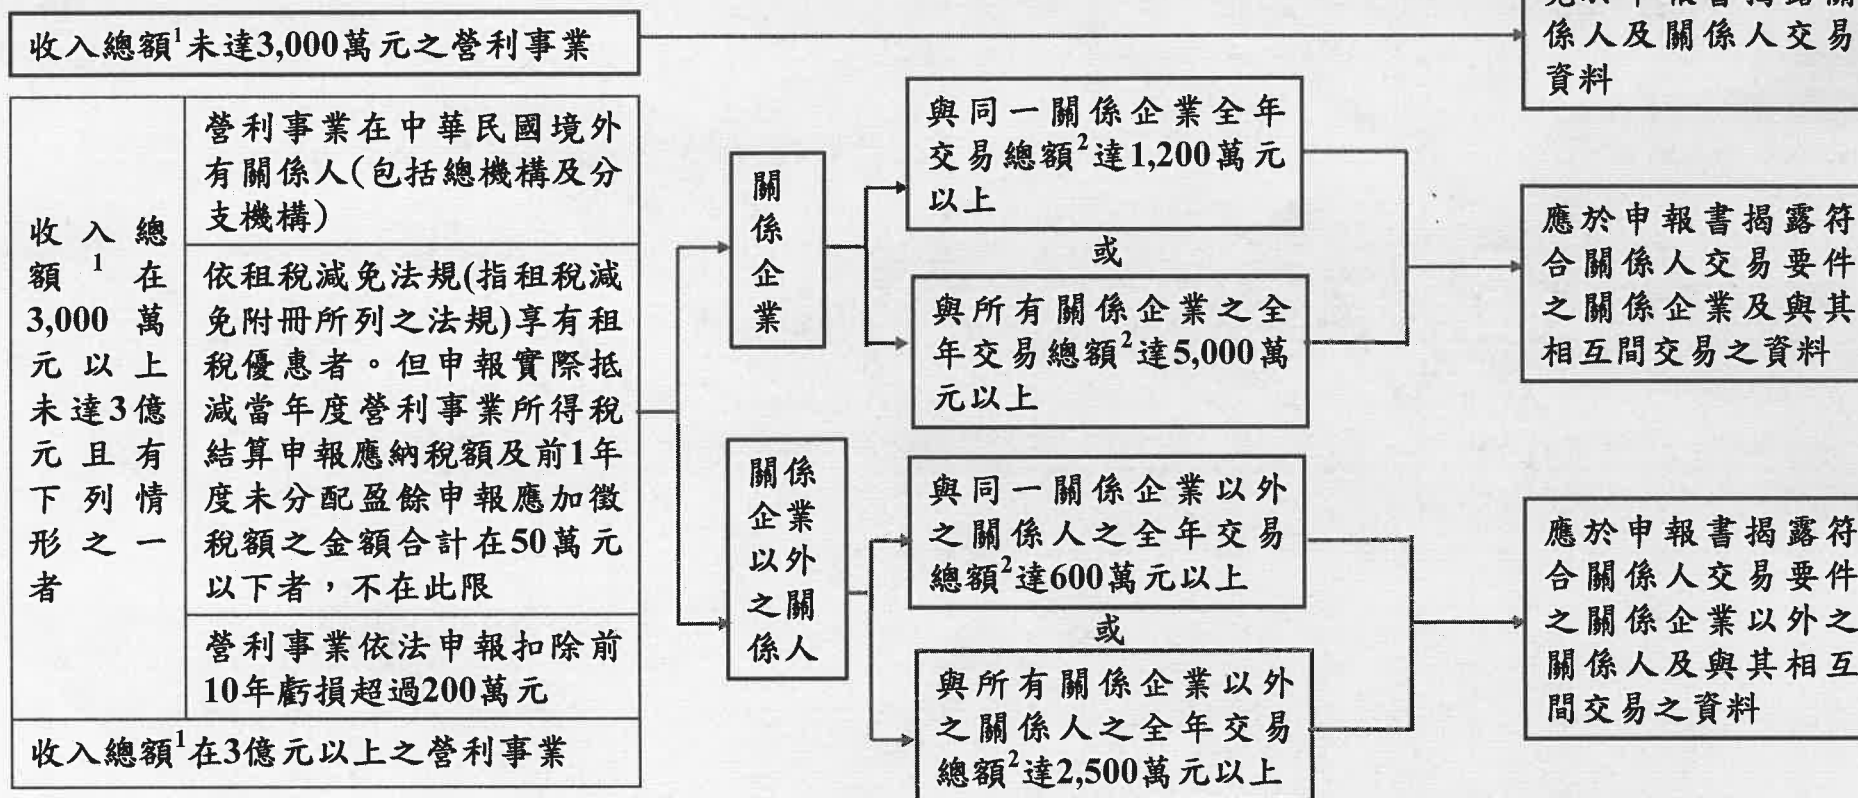 收入總額1未達3,000萬元之營利事業
係人及關係人交易
資料
收入總
額1在
3,000萬
元以上
未達3億
元且有
下列情
形之一
者
營利事業在中華民國境外
有關係人(包括總機構及分
支機構)
依租稅減免法規(指租稅減
免附冊所列之法規)享有租
稅優惠者。但申報實際抵
減當年度營利事業所得稅
結算申報應納稅額及前1年
度未分配盈餘申報應加徵
稅額之金額合計在50萬元
以下者，不在此限
營利事業依法申報扣除前
10年虧損超過200萬元
收入總額1在3億元以上之營利事業
關
係
企
業
與同一關係企業全年
交易總額2達1,200萬元
以上
或
與所有關係企業之全
年交易總額2達5,000萬
元以上
應於申報書揭露符
合關係人交易要件
之關係企業及與其
相互間交易之資料
關係
企業
以外
之關
係人
與同一關係企業以外
之關係人之全年交易
總額2達600萬元以上
或
與所有關係企業以外
之關係人之全年交易
總額2達2,500萬元以上
應於申報書揭露符
合關係人交易要件
之關係企業以外之
關係人及與其相互
間交易之資料